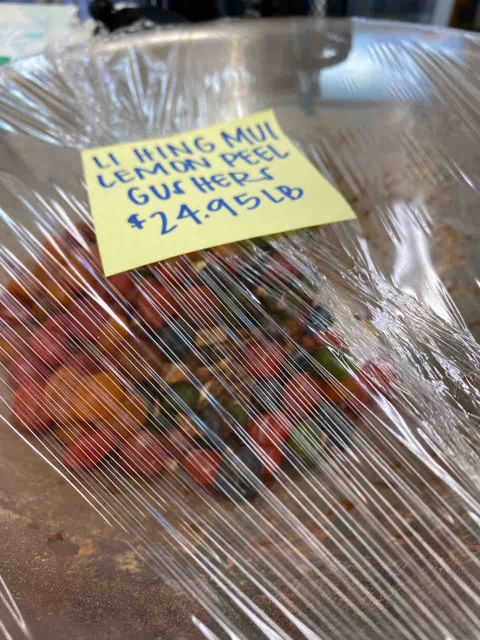 LI HING MUI
LEMON PEEL
GUSHERS
$24.95LB